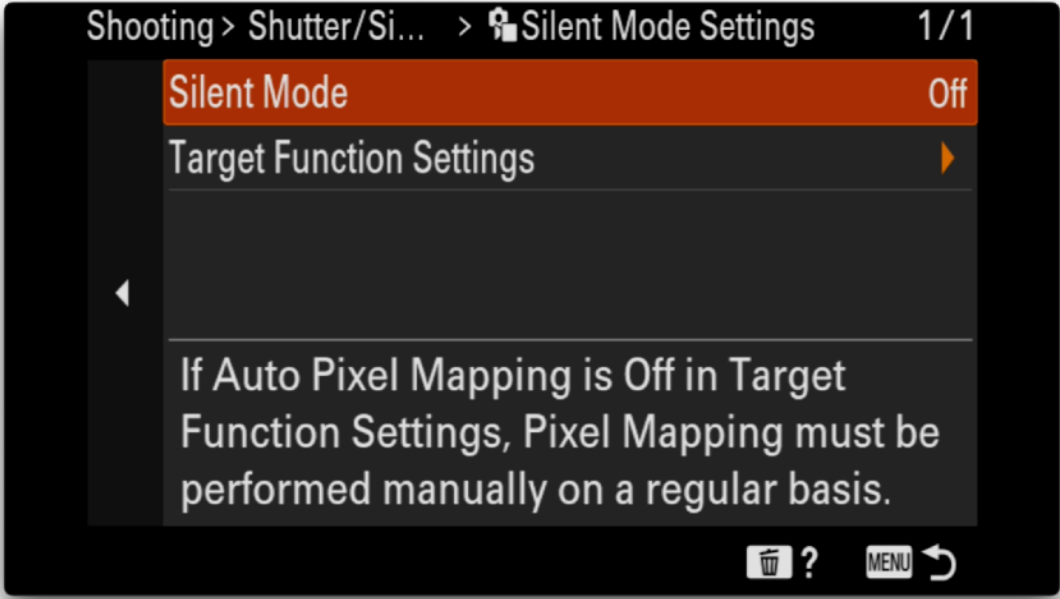 Shooting > Shutter/Si... > Silent Mode Settings 1/1
Silent Mode Off
Target Function Settings
If Auto Pixel Mapping is Off in Target
Function Settings, Pixel Mapping must be
performed manually on a regular basis.
? MENU